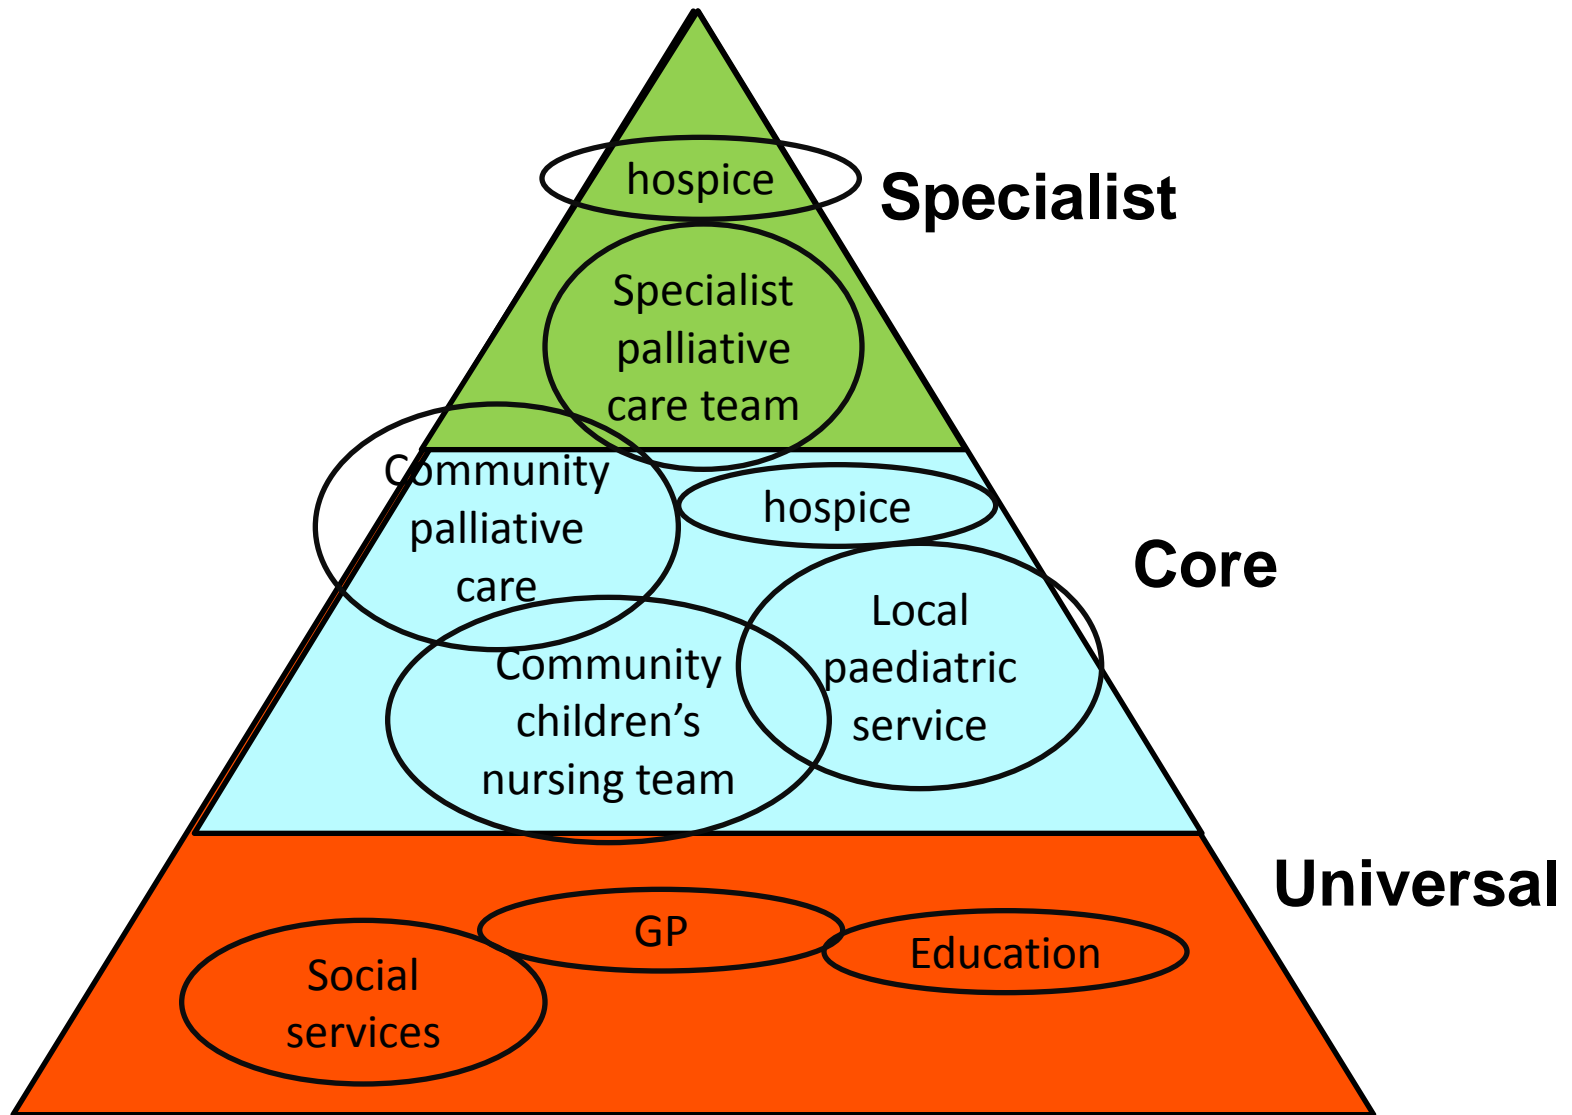 hospice
Specialist
Specialist
palliative
care team
Community
palliative
care
hospice
Core
Local
paediatric
service
Community
children’s
nursing team
Universal
GP
Education
Social
services